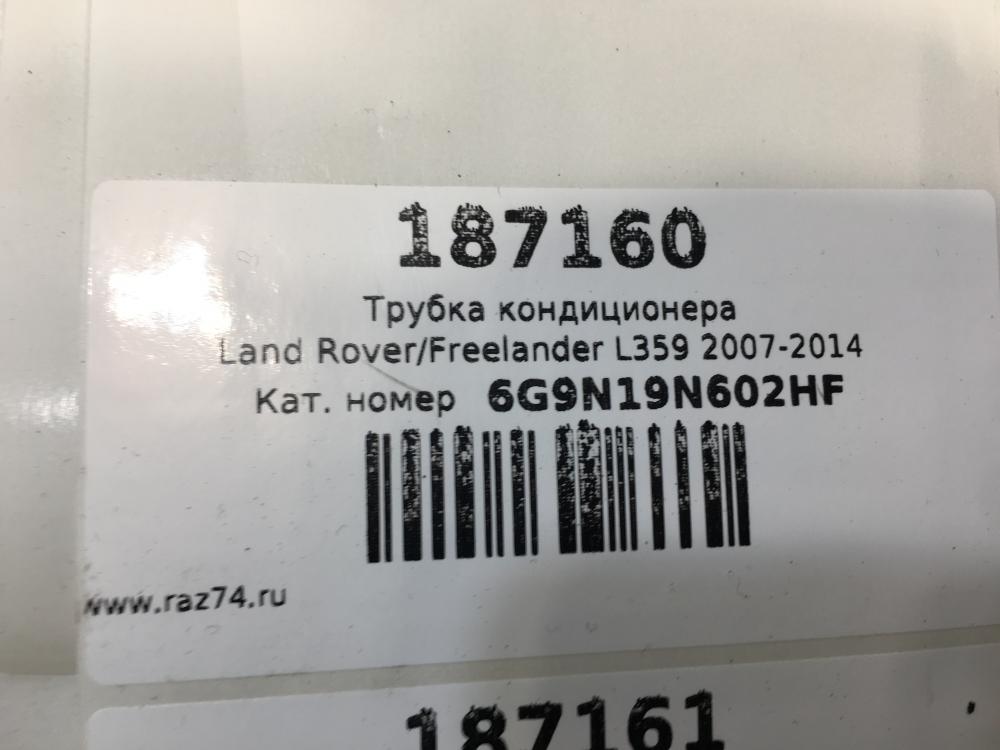 187160
Трубка кондиционера
Land Rover/Freelander L359 2007-2014
Кат. номер 6G9N19N602HF
www.raz74.ru
187161